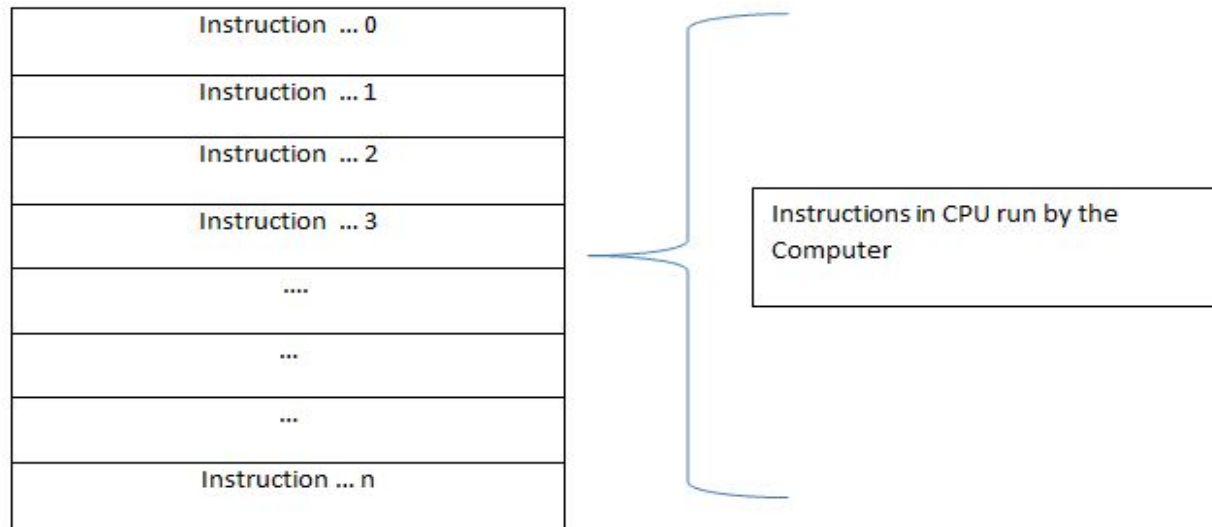 Instruction ... 0
Instruction ... 1
Instruction ... 2
Instruction ... 3
....
...
...
Instruction ... n
Instructions in CPU run by the
Computer